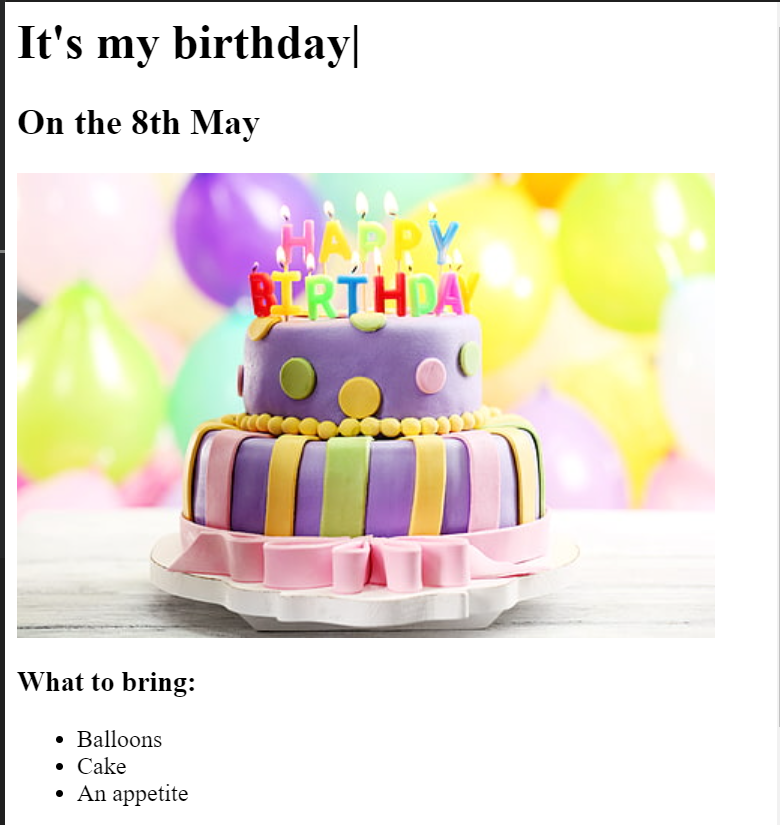 It's my birthday
On the 8th May
HAPPY
BIRTHDAY
What to bring:
Balloons
Cake
An appetite